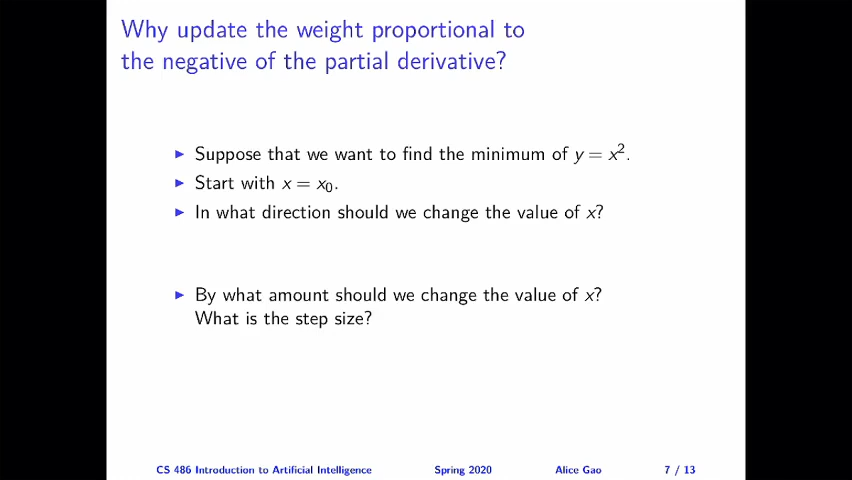 Why update the weight proportional to
the negative of the partial derivative?
▶ Suppose that we want to find the minimum of y = x².
▶ Start with x = x₀.
▶ In what direction should we change the value of x?
▶ By what amount should we change the value of x?
What is the step size?
CS 486 Introduction to Artificial Intelligence Spring 2020 Alice Gao 7 / 13